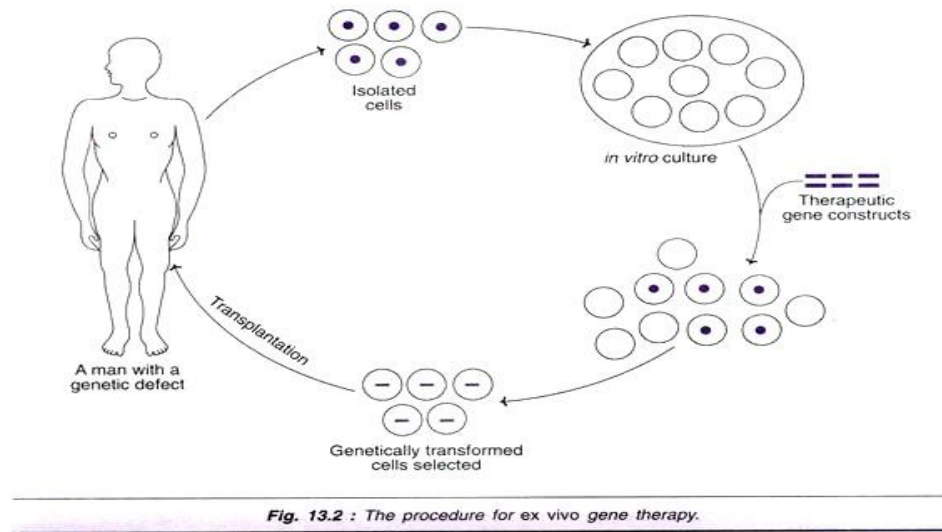 Isolated
cells
in vitro culture
Therapeutic
gene constructs
Transplantation
A man with a
genetic defect
Genetically transformed
cells selected
Fig. 13.2 : The procedure for ex vivo gene therapy.